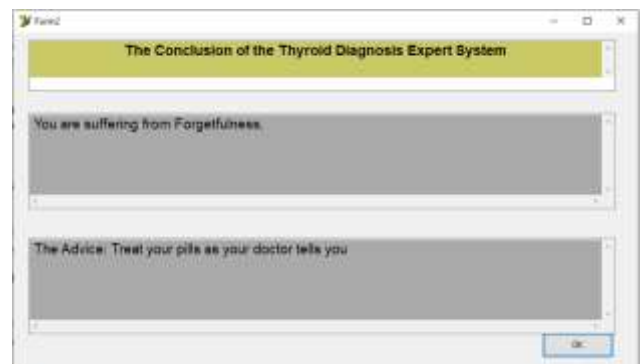 Form2
The Conclusion of the Thyroid Diagnosis Expert System
You are suffering from Forgetfulness.
The Advice: Treat your pills as your doctor tells you
OK